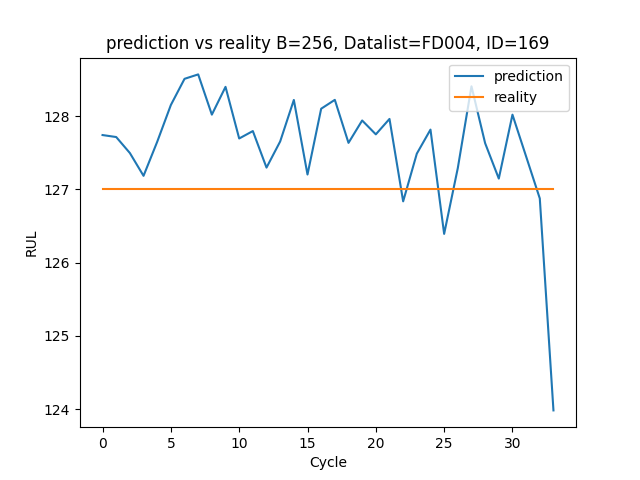 prediction vs reality B=256, Datalist=FD004, ID=169
prediction
reality
128
127
126
125
124
RUL
0 5 10 15 20 25 30
Cycle